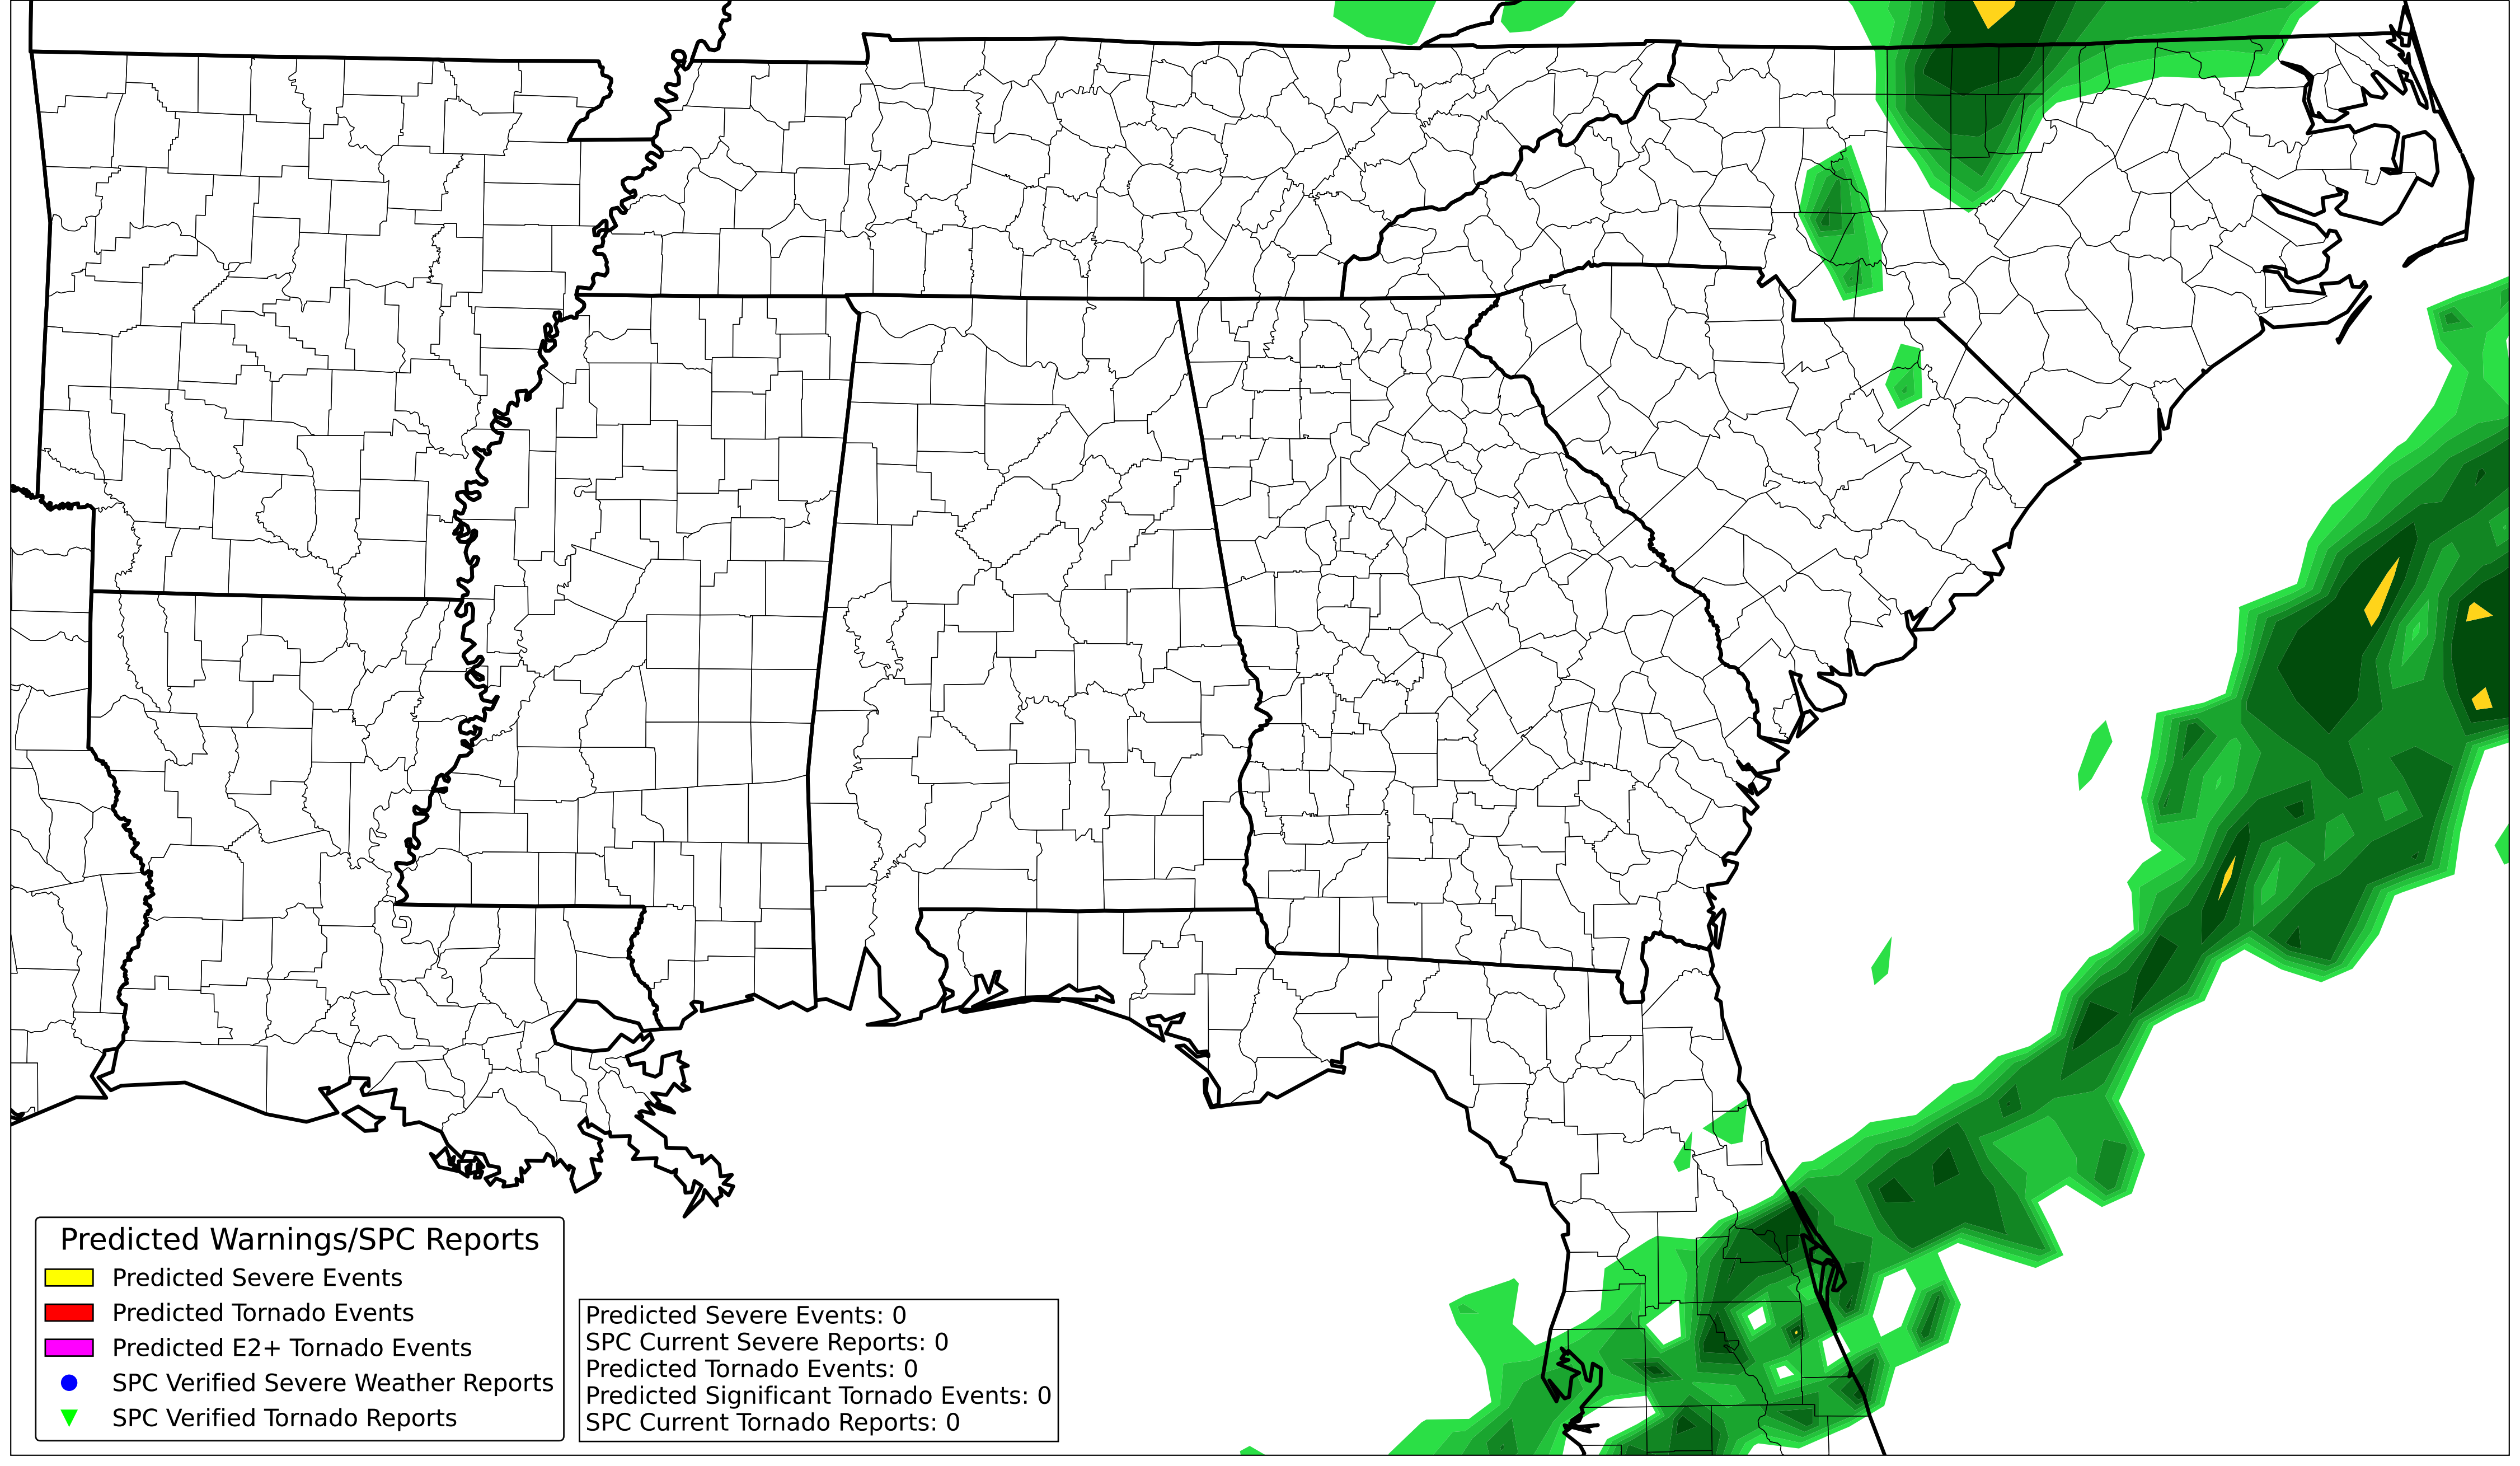 Predicted Warnings/SPC Reports
Predicted Severe Events
Predicted Tornado Events
Predicted E2+ Tornado Events
SPC Verified Severe Weather Reports
SPC Verified Tornado Reports
Predicted Severe Events: 0
SPC Current Severe Reports: 0
Predicted Tornado Events: 0
Predicted Significant Tornado Events: 0
SPC Current Tornado Reports: 0